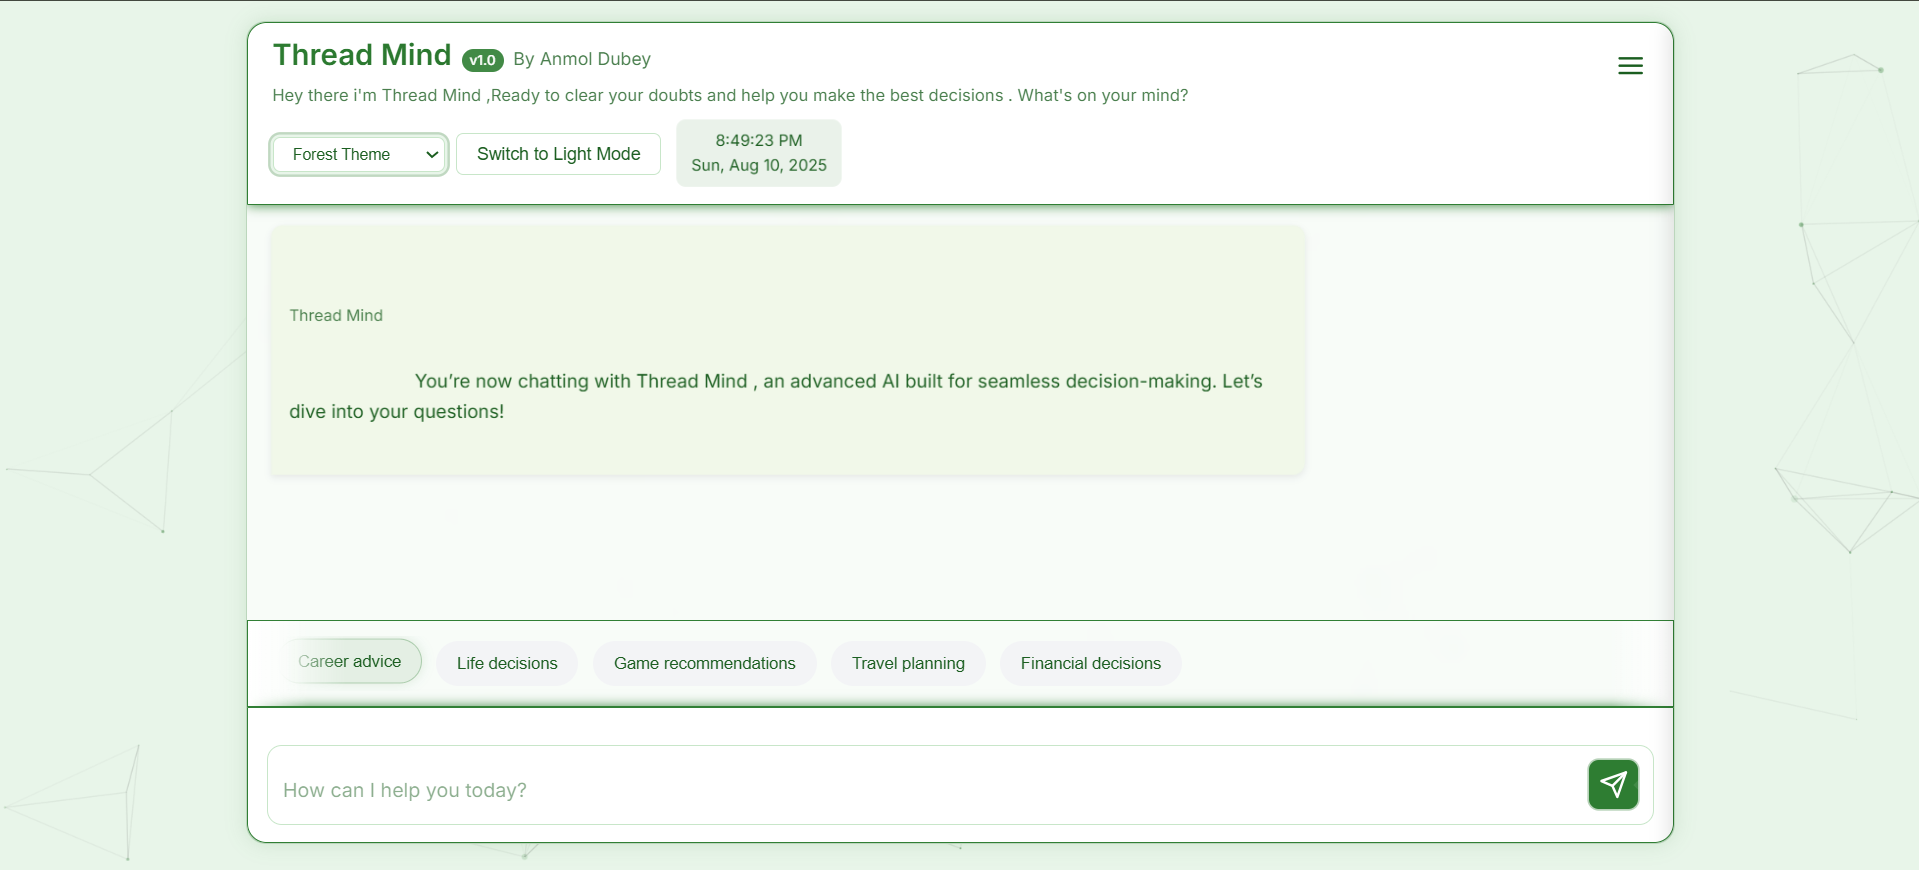 Thread Mind v1.0 By Anmol Dubey
Hey there i'm Thread Mind ,Ready to clear your doubts and help you make the best decisions . What's on your mind?
Forest Theme
Switch to Light Mode
8:49:23 PM
Sun, Aug 10, 2025
Thread Mind
You’re now chatting with Thread Mind , an advanced AI built for seamless decision-making. Let’s
dive into your questions!
Career advice
Life decisions
Game recommendations
Travel planning
Financial decisions
How can I help you today?